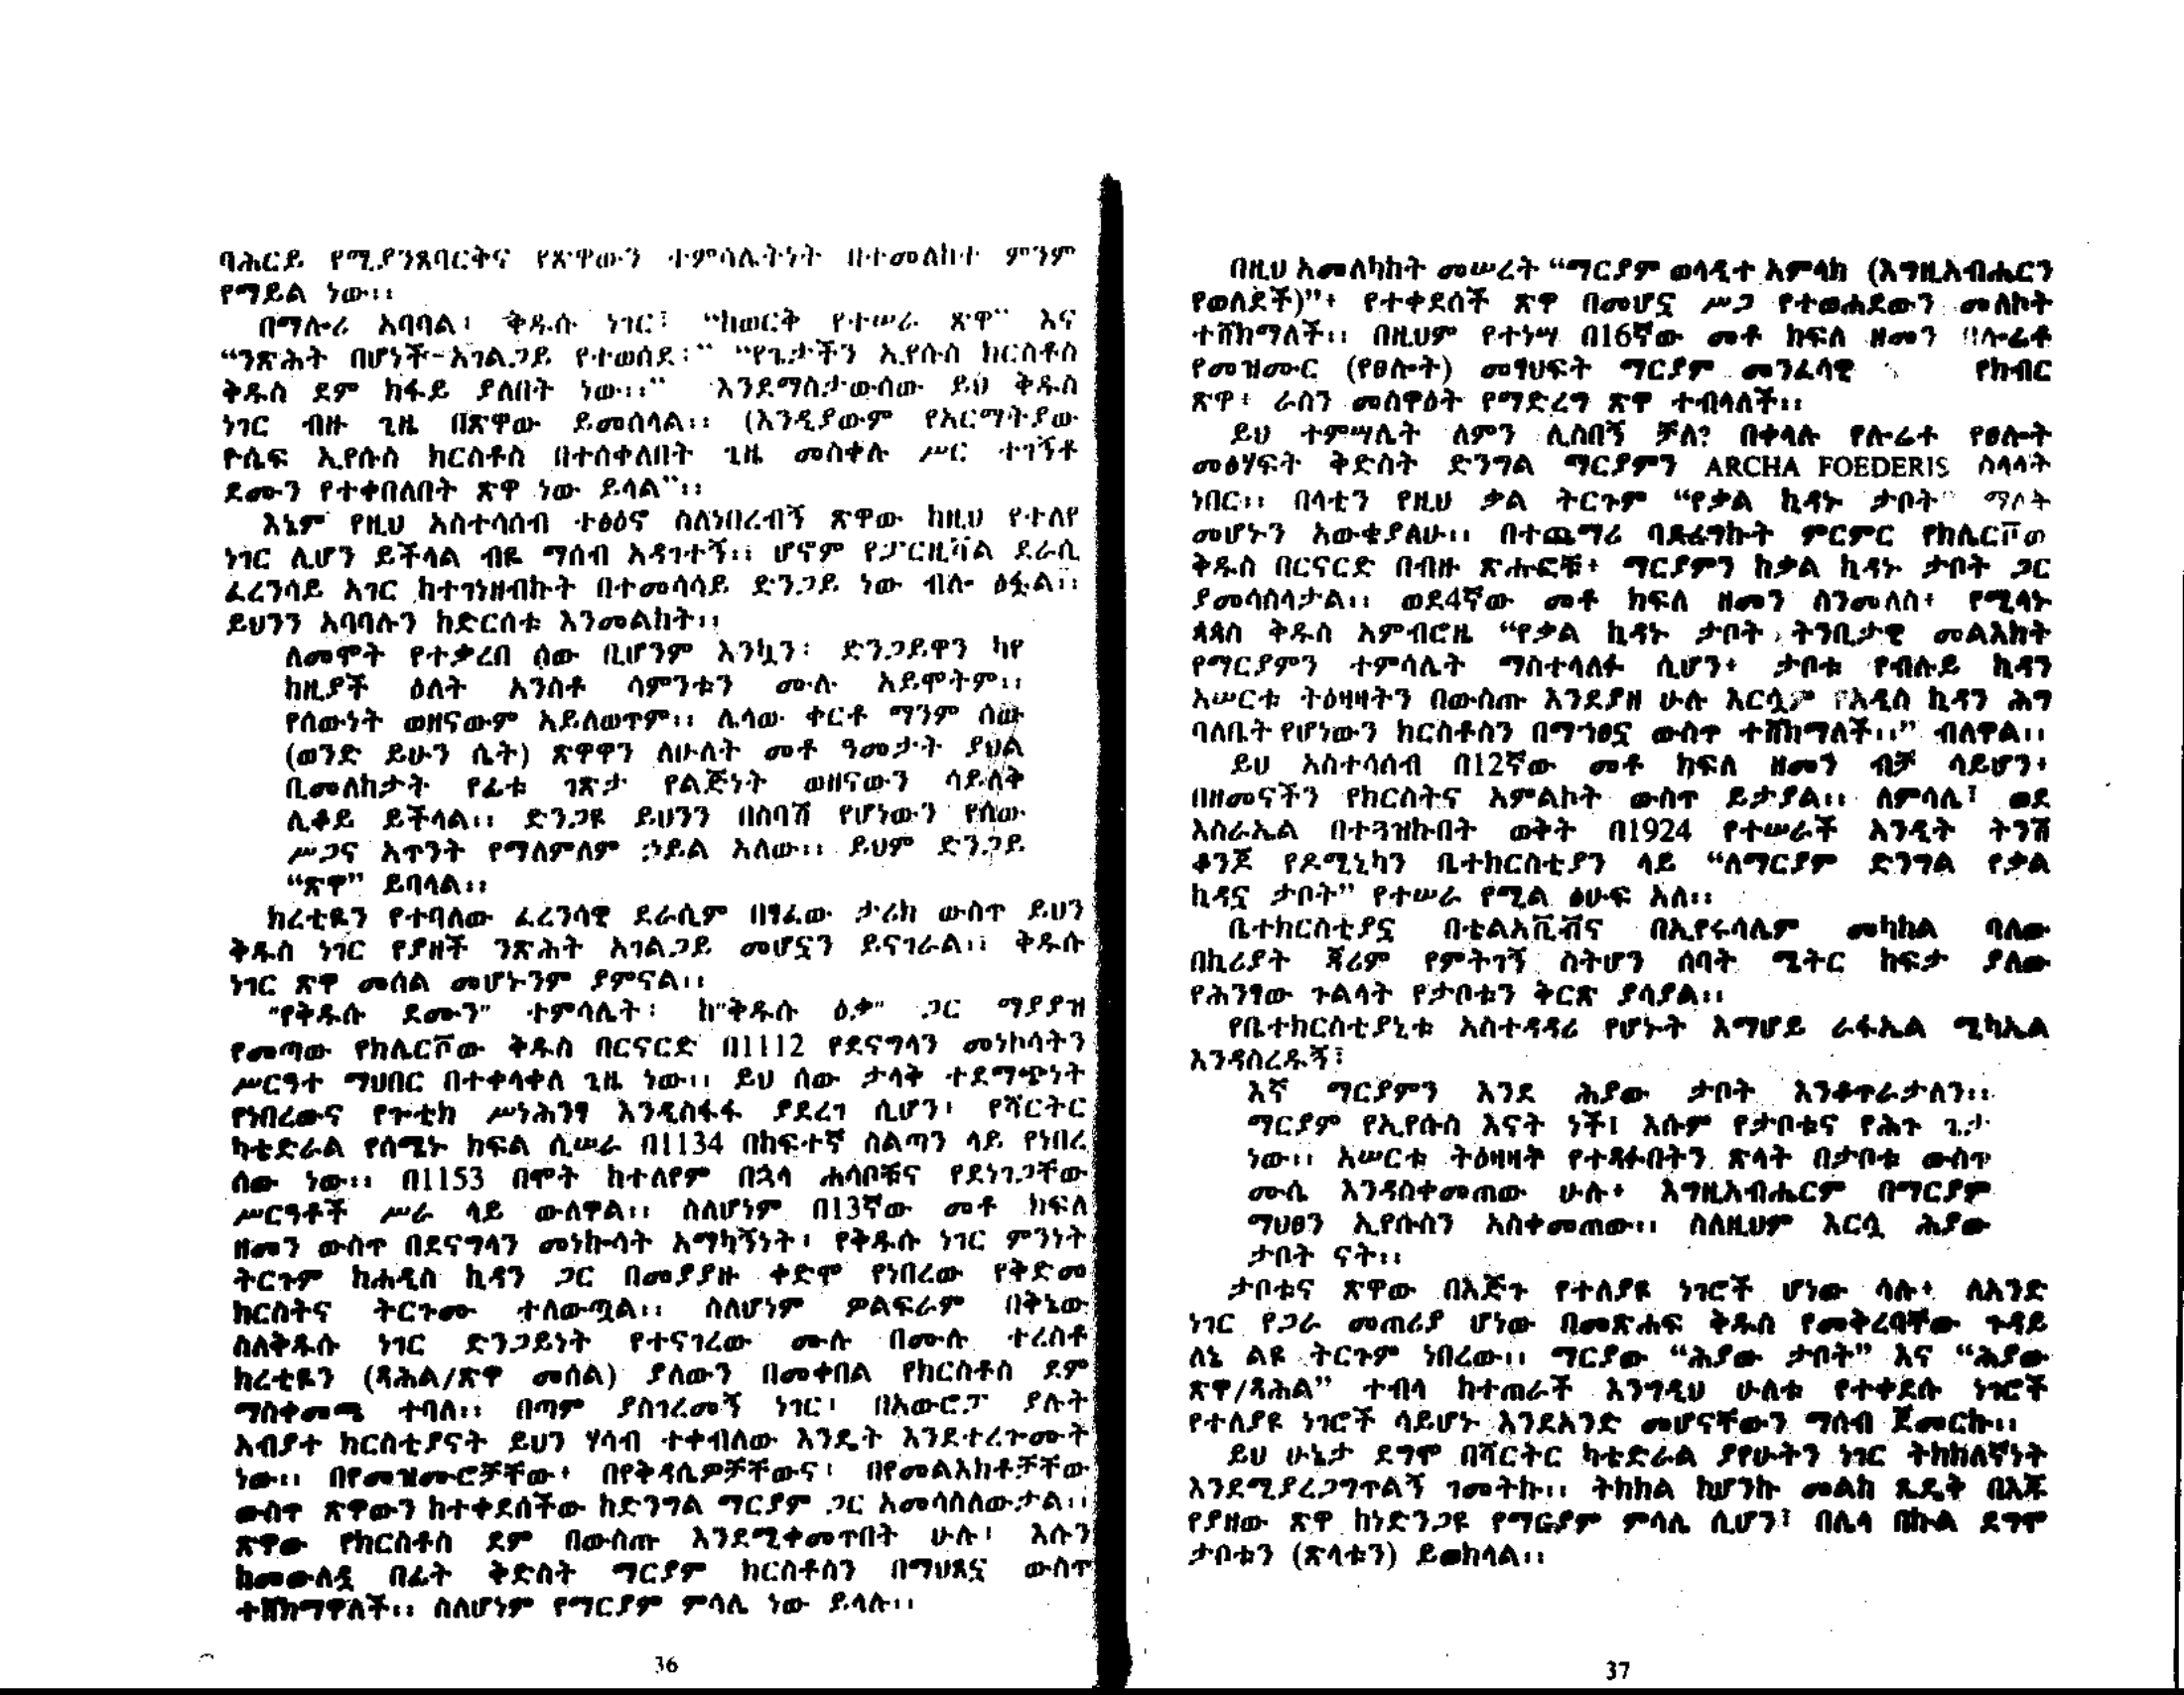 ባሕርይ የሚያንጸባርቅና የጽዋውን ተምሳሌትነት በተመለከተ ምንም
የማይል ነው፡፡
በማሎሪ አባባል፣ ቅዱሱ ነገር፣ “ከወርቅ የተሠራ ጽዋ” እና
“ንጽሕት በሆነች-አገልጋይ የተወሰደ፣” “የጌታችን ኢየሱስ ክርስቶስ
ቅዱስ ደም ክፋይ ያለበት ነው፡፡” እንደማስታውሰው ይህ ቅዱስ
ነገር ብዙ ጊዜ በጽዋው ይመሰላል፡፡ (እንዲያውም የአርማትያው
ዮሴፍ ኢየሱስ ክርስቶስ በተሰቀለበት ጊዜ መስቀሉ ሥር ተገኝቶ
ደሙን የተቀበለበት ጽዋ ነው ይላል”፡፡
እኔም የዚህ አስተሳሰብ ተፅዕኖ ስለነበረብኝ ጽዋው ከዚህ የተለየ
ነገር ሊሆን ይችላል ብዬ ማሰብ አዳገተኝ፡፡ ሆኖም የፓርዚቫል ደራሲ
ፈረንሳይ አገር ከተገነዘብኩት በተመሳሳይ ድንጋይ ነው ብሎ ዕፏል፡፡
ይህንን አባባሉን ከድርሰቱ እንመልከት፡፡
ለመሞት የተቃረበ ሰው ቢሆንም እንኳን፣ ድንጋይዋን ካየ
ከዚያች ዕለት አንስቶ ሳምንቱን ሙሉ አይሞትም፡፡
የሰውነት ወዘናውም አይለወጥም፡፡ ሌላው ቀርቶ ማንም ሰው
(ወንድ ይሁን ሴት) ጽዋዋን ለሁለት መቶ ዓመታት ያህል
ቢመለከታት የፊቱ ገጽታ የልጅነት ወዘናውን ሳይለቅ
ሊቆይ ይችላል፡፡ ድንጋዩ ይህንን በስባሽ የሆነውን የሰው
ሥጋና አጥንት የማለምለም ኃይል አለው፡፡ ይህም ድንጋይ
“ጽዋ” ይባላል፡፡
ክረቲዬን የተባለው ፈረንሳዊ ደራሲም በፃፈው ታሪክ ውስጥ ይህን
ቅዱስ ነገር የያዘች ንጽሕት አገልጋይ መሆኗን ይናገራል፡፡ ቅዱሱ
ነገር ጽዋ መሰል መሆኑንም ያምናል፡፡
“የቅዱሱ ደሙን” ተምሳሌት፣ ከ”ቅዱሱ ዕቃ” ጋር ማያያዝ
የመጣው የክሌርቮው ቅዱስ በርናርድ በ1112 የደናግላን መነኮሳትን
ሥርዓተ ማህበር በተቀላቀለ ጊዜ ነው፡፡ ይህ ሰው ታላቅ ተደማጭነት
የነበረውና የጐቲክ ሥነሕንፃ እንዲስፋፋ ያደረገ ሲሆን፣ የሻርትር
ካቴድራል የሰሜኑ ክፍል ሲሠራ በ1134 በከፍተኛ ስልጣን ላይ የነበረ
ሰው ነው፡፡ በ1153 በሞት ከተለየም በኋላ ሐሳቦቹና የደነገጋቸው
ሥርዓቶች ሥራ ላይ ውለዋል፡፡ ስለሆነም በ13ኛው መቶ ክፍለ
ዘመን ውስጥ በደናግላን መነኩሳት አማካኝነት፣ የቅዱሱ ነገር ምንነት
ትርጉም ከሐዲስ ኪዳን ጋር በመያያዙ ቀድሞ የነበረው የቅድመ
ክርስትና ትርጉሙ ተለውጧል፡፡ ስለሆነም ዎልፍራም በቅኔው
ስለቅዱሱ ነገር ድንጋይነት የተናገረው ሙሉ በሙሉ ተረስቶ
ክረቲዬን (ጻሕል/ጽዋ መሰል) ያለውን በመቀበል የክርስቶስ ደም
ማስቀመጫ ተባለ፡፡ በጣም ያስገረመኝ ነገር፣ በአውሮፓ ያሉት
አብያተ ክርስቲያናት ይህን ሃሳብ ተቀብለው እንዴት እንደተረጐሙት
ነው፡፡ በየመዝሙሮቻቸው፣ በየቅዳሴዎቻቸውና፣ በየመልእክቶቻቸው
ውስጥ ጽዋውን ከተቀደሰችው ከድንግል ማርያም ጋር አመሳስለውታል፡፡
ጽዋው የክርስቶስ ደም በውስጡ እንደሚቀመጥበት ሁሉ፣ እሱን
ከመውለዷ በፊት ቅድስት ማርያም ክርስቶስን በማህጸኗ ውስጥ
ተሸክማዋለች፡፡ ስለሆነም የማርያም ምሳሌ ነው ይላሉ፡፡
36
በዚህ አመለካከት መሠረት “ማርያም ወላዲተ አምላክ (እግዚአብሔርን
የወለደች)”፣ የተቀደሰች ጽዋ በመሆኗ ሥጋ የተወሐደውን መለኮት
ተሸክማለች፡፡ በዚህም የተነሣ በ16ኛው መቶ ክፍለ ዘመን በሎሬቶ
የመዝሙር (የፀሎት) መፃህፍት ማርያም መንፈሳዊ የክብር
ጽዋ፣ ራስን መስዋዕት የማድረግ ጽዋ ተብላለች፡፡
ይህ ተምሣሌት ለምን ሊስበኝ ቻለ? በቀላሉ የሎሬቶ የፀሎት
መፅሃፍት ቅድስት ድንግል ማርያምን ARCHA FOEDERIS ስላላት
ነበር፡፡ በላቲን የዚህ ቃል ትርጉም “የቃል ኪዳኑ ታቦት” ማለት
መሆኑን አውቂያለሁ፡፡ በተጨማሪ ባደፈግኩት ምርምር የክሌርቮው
ቅዱስ በርናርድ በብዙ ጽሑፎቹ፣ ማርያምን ከቃል ኪዳኑ ታቦት ጋር
ያመሳስላታል፡፡ ወደ4ኛው መቶ ክፍለ ዘመን ስንመለስ፣ የሚላኑ
ጳጳስ ቅዱስ አምብሮዜ “የቃል ኪዳኑ ታቦት ትንቢታዊ መልእክት
የማርያምን ተምሳሌት ማስተላለፉ ሲሆን፣ ታቦቱ የብሉይ ኪዳን
አሠርቱ ትዕዛዛትን በውስጡ እንደያዘ ሁሉ እርሷም የአዲስ ኪዳን ሕግ
ባለቤት የሆነውን ክርስቶስን በማኅፀኗ ውስጥ ተሸክማለች፡፡” ብለዋል፡፡
ይህ አስተሳሰብ በ12ኛው መቶ ክፍለ ዘመን ብቻ ሳይሆን፣
በዘመናችን የክርስትና አምልኮት ውስጥ ይታያል፡፡ ለምሳሌ፣ ወደ
እስራኤል በተጓዝኩበት ወቅት በ1924 የተሠራች አንዲት ትንሽ
ቆንጆ የዶሚኒካን ቤተክርስቲያን ላይ “ለማርያም ድንግል የቃል
ኪዳኗ ታቦት” የተሠራ የሚል ፅሁፍ አለ፡፡
ቤተክርስቲያኗ በቴልአቪቭና በኢየሩሳሌም መካከል ባለው
በኪሪያት ጃሪም የምትገኝ ስትሆን ሰባት ሜትር ከፍታ ያለው
የሕንፃው ጉልላት የታቦቱን ቅርጽ ያሳያል፡፡
የቤተክርስቲያኒቱ አስተዳዳሪ የሆኑት እማሆይ ራፋኤል ሚካኤል
እንዳስረዱኝ፣
እኛ ማርያምን እንደ ሕያው ታቦት እንቆጥራታለን፡፡
ማርያም የኢየሱስ እናት ነች፤ እሱም የታቦቱና የሕጉ ጌታ
ነው፡፡ አሠርቱ ትዕዛዛት የተጻፉበትን ጽላት በታቦቱ ውስጥ
ሙሴ እንዳስቀመጠው ሁሉ፣ እግዚአብሔርም በማርያም
ማህፀን ኢየሱስን አስቀመጠው፡፡ ስለዚህም እርሷ ሕያው
ታቦት ናት፡፡
ታቦቱና ጽዋው በእጅጉ የተለያዩ ነገሮች ሆነው ሳሉ፣ ለአንድ
ነገር የጋራ መጠሪያ ሆነው በመጽሐፍ ቅዱስ የመቅረባቸው ጉዳይ
ለኔ ልዩ ትርጉም ነበረው፡፡ ማርያው “ሕያው ታቦት” እና “ሕያው
ጽዋ/ጻሕል” ተብላ ከተጠራች እንግዲህ ሁለቱ የተቀደሱ ነገሮች
የተለያዩ ነገሮች ሳይሆኑ እንደአንድ መሆናቸውን ማሰብ ጀመርኩ፡፡
ይህ ሁኔታ ደግሞ በሻርትር ካቴድራል ያየሁትን ነገር ትክክለኛነት
እንደሚያረጋግጥልኝ ገመትኩ፡፡ ትክክል ከሆንኩ መልከ ጼዴቅ በእጁ
የያዘው ጽዋ ከነድንጋዩ የማርያም ምሳሌ ሲሆን፣ በሌላ በኩል ደግሞ
ታቦቱን (ጽላቱን) ይወክላል፡፡
37